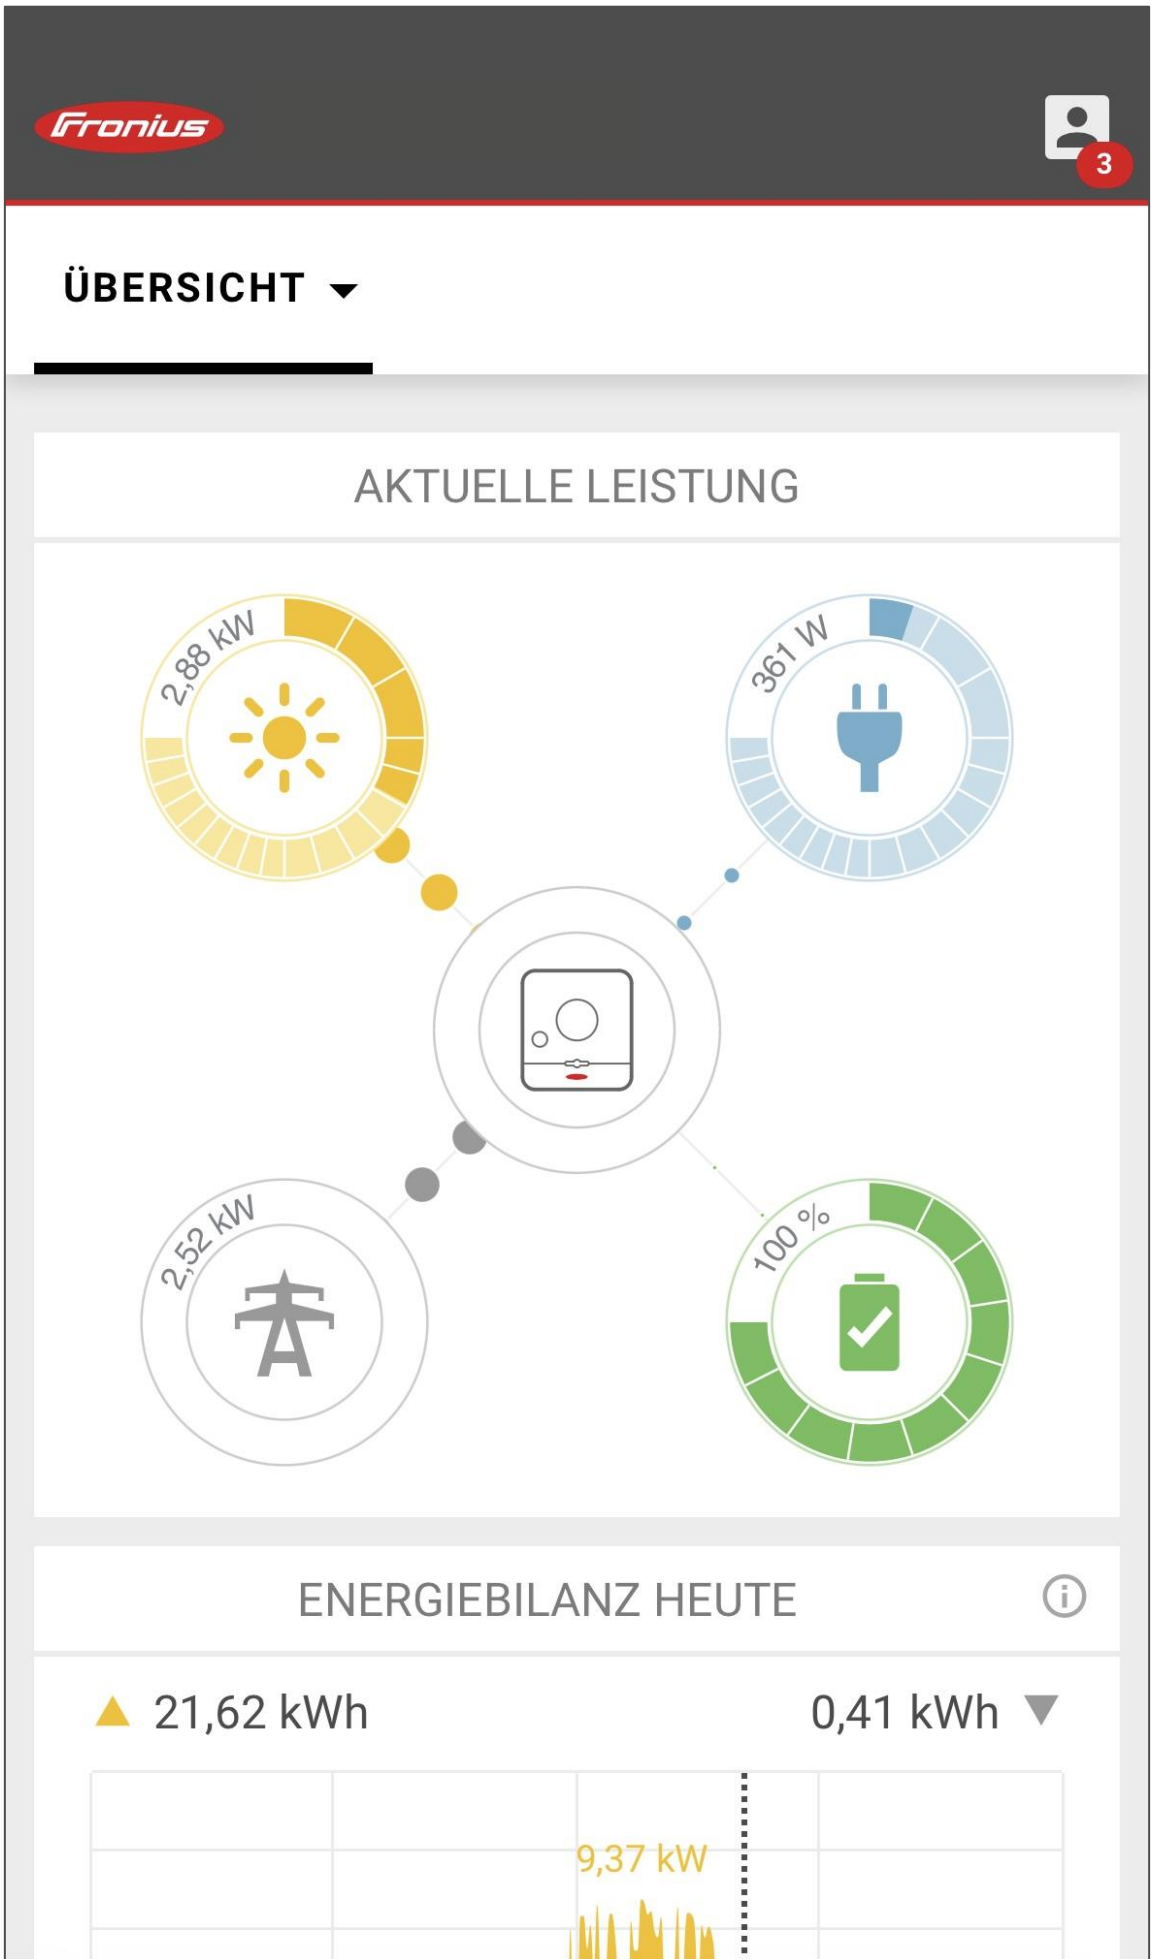 Fronius
3
ÜBERSICHT
AKTUELLE LEISTUNG
2,88 kW
361 W
2,52 kW
100 %
ENERGIEBILANZ HEUTE
21,62 kWh
0,41 kWh
9,37 kW